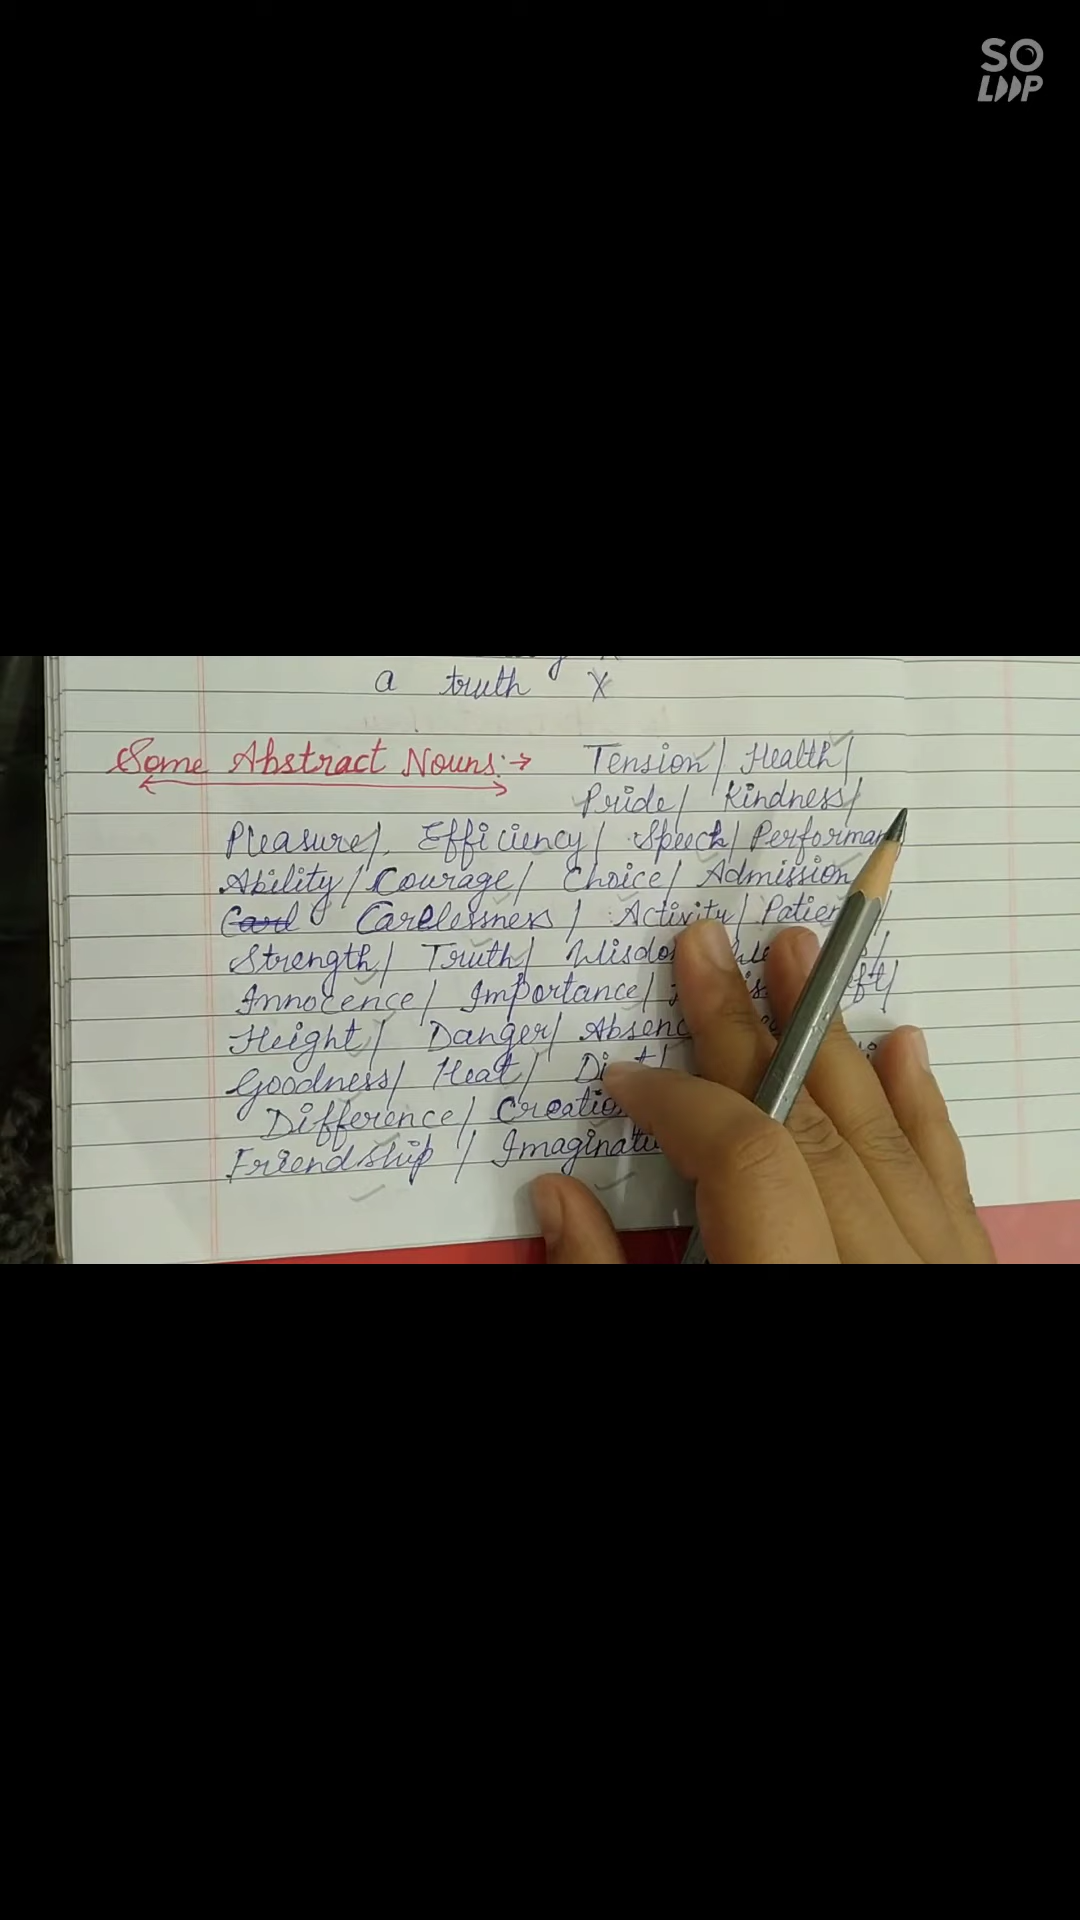 SO
LOOP
a truth X
Some Abstract Nouns:→ Tension / Health /
Pride / Kindness /
Pleasure / Efficiency / Speech / Performan
Ability / Courage / Choice / Admission
Card Carelessness / Activity / Patien
Strength / Truth / Wisdo
Innocence / Importance /
Height / Danger / Absenc
Goodness / Heat /
Difference / Creatio
Friendship / Imaginati